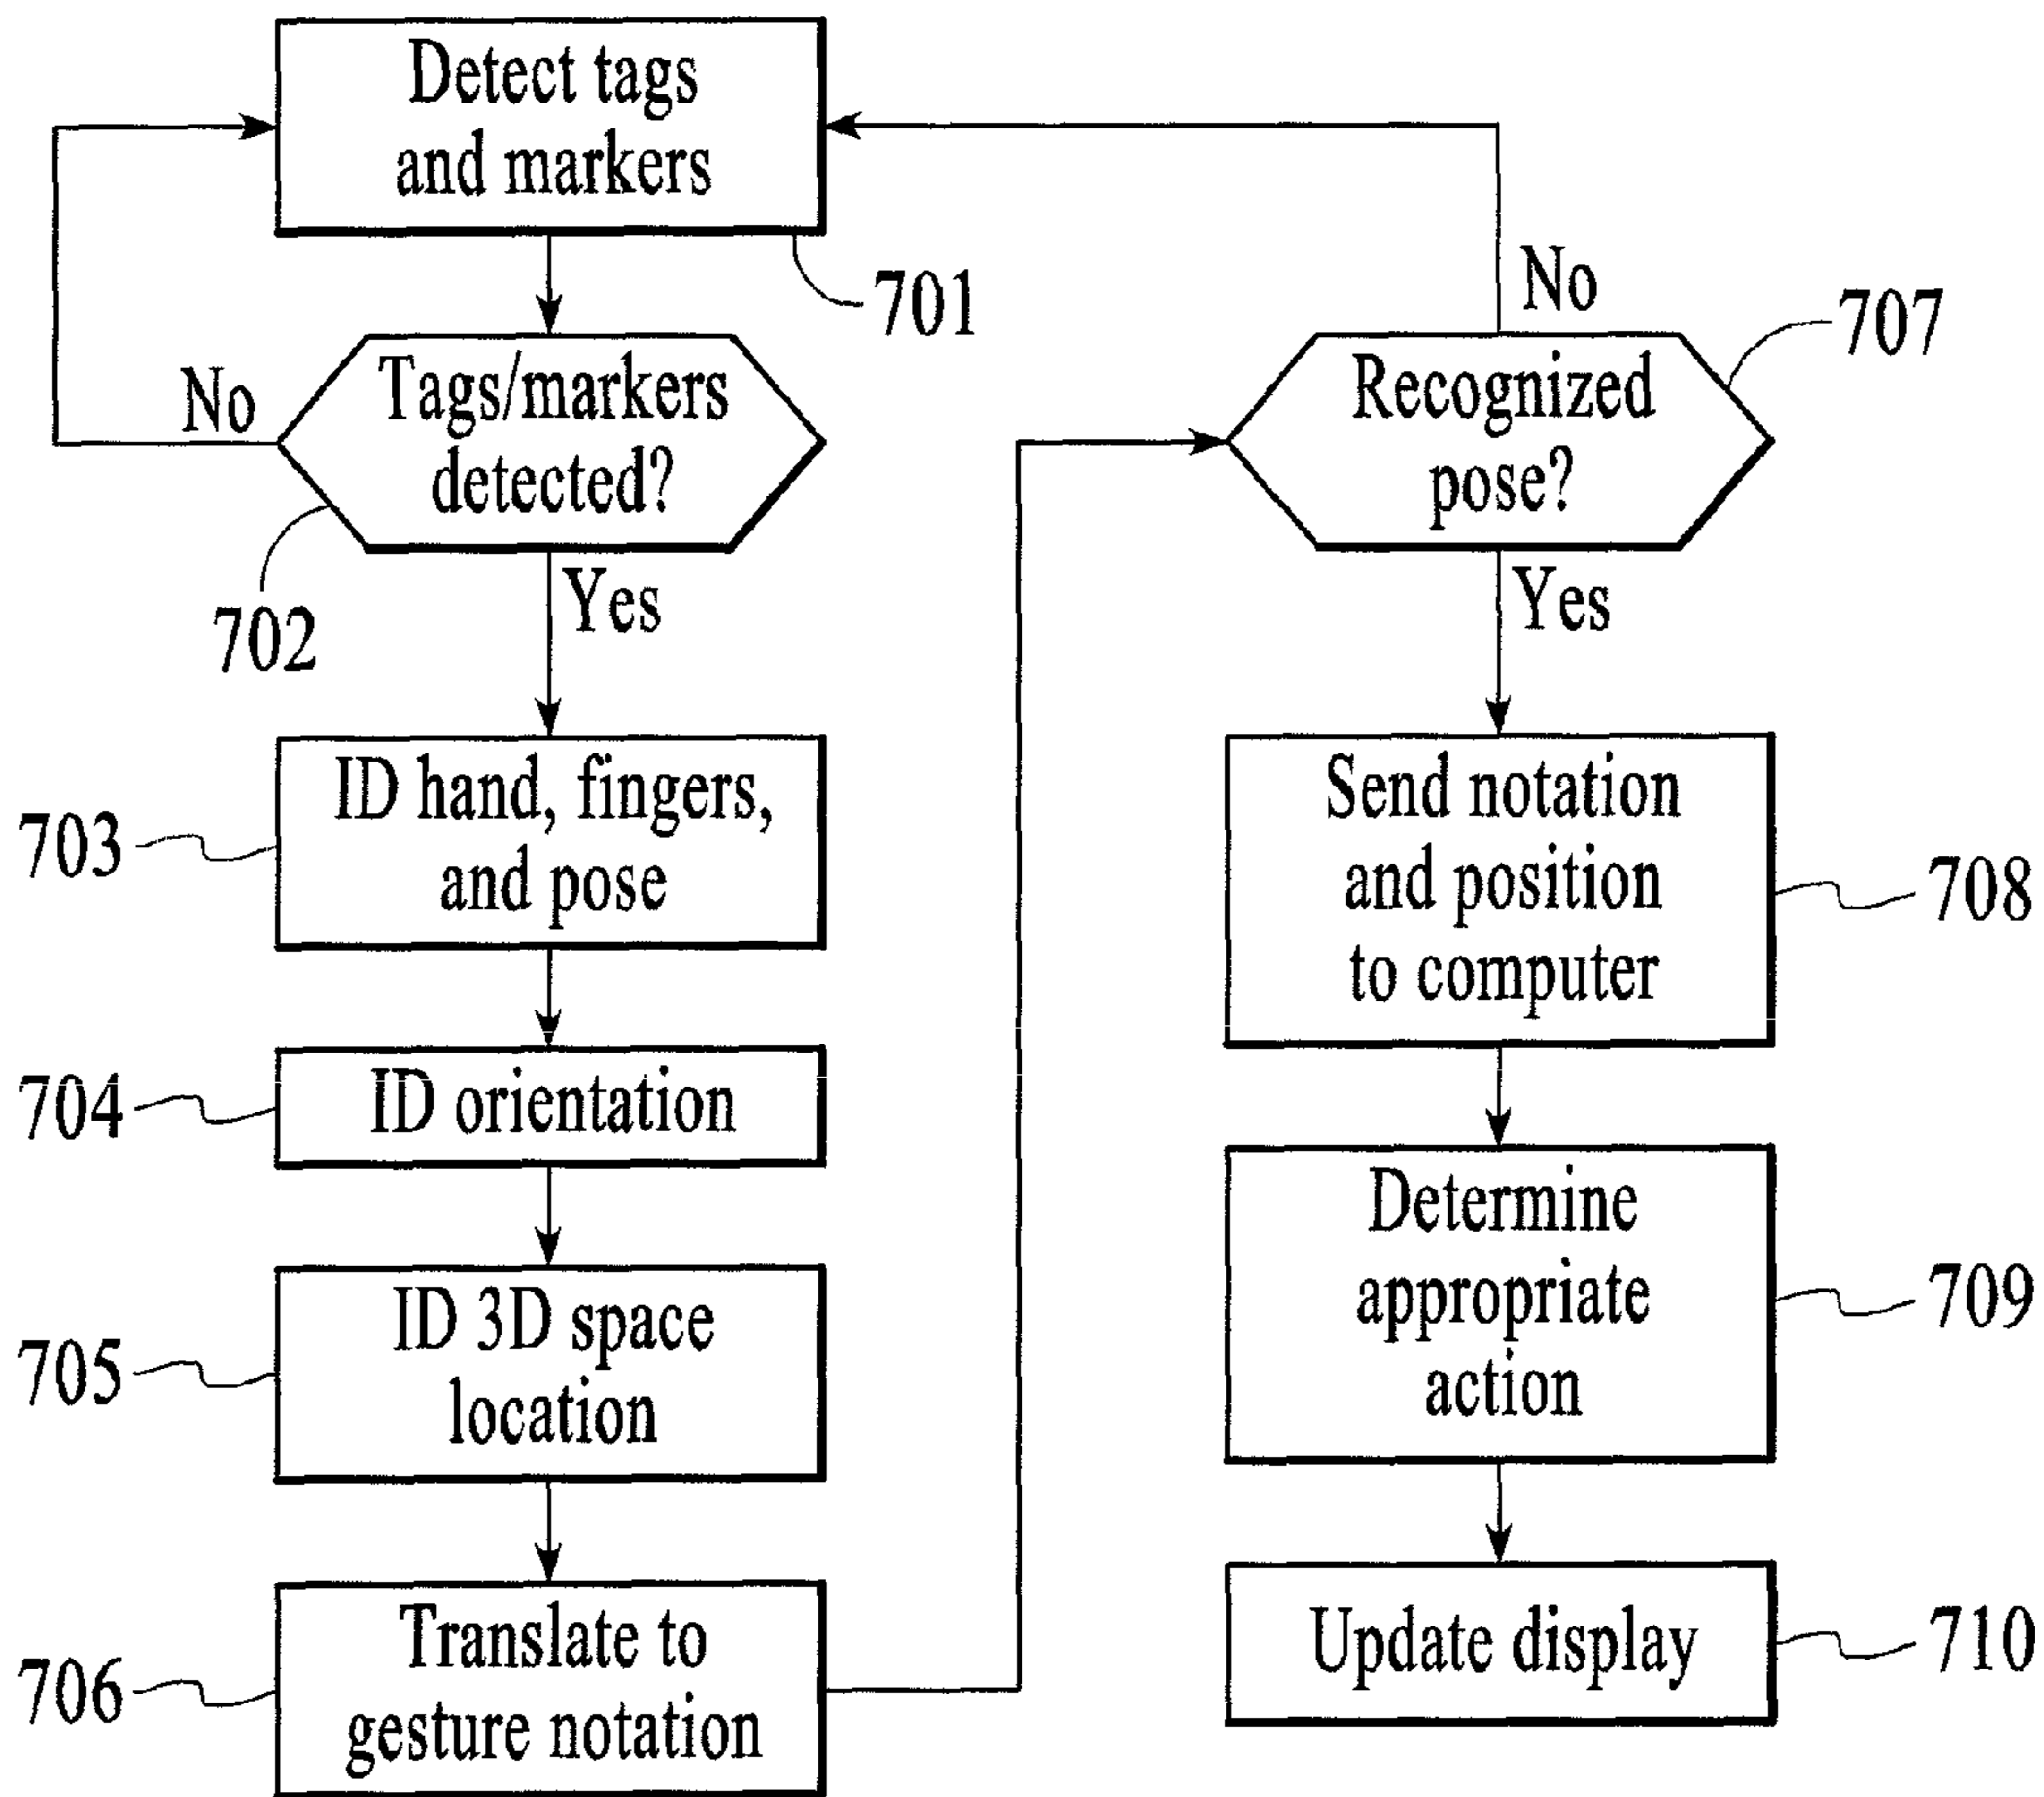 Detect tags
and markers
701
Tags/markers
detected?
No
702
Yes
ID hand, fingers,
and pose
703
ID orientation
704
ID 3D space
location
705
Translate to
gesture notation
706
No
707
Recognized
pose?
Yes
Send notation
and position
to computer
708
Determine
appropriate
action
709
Update display
710